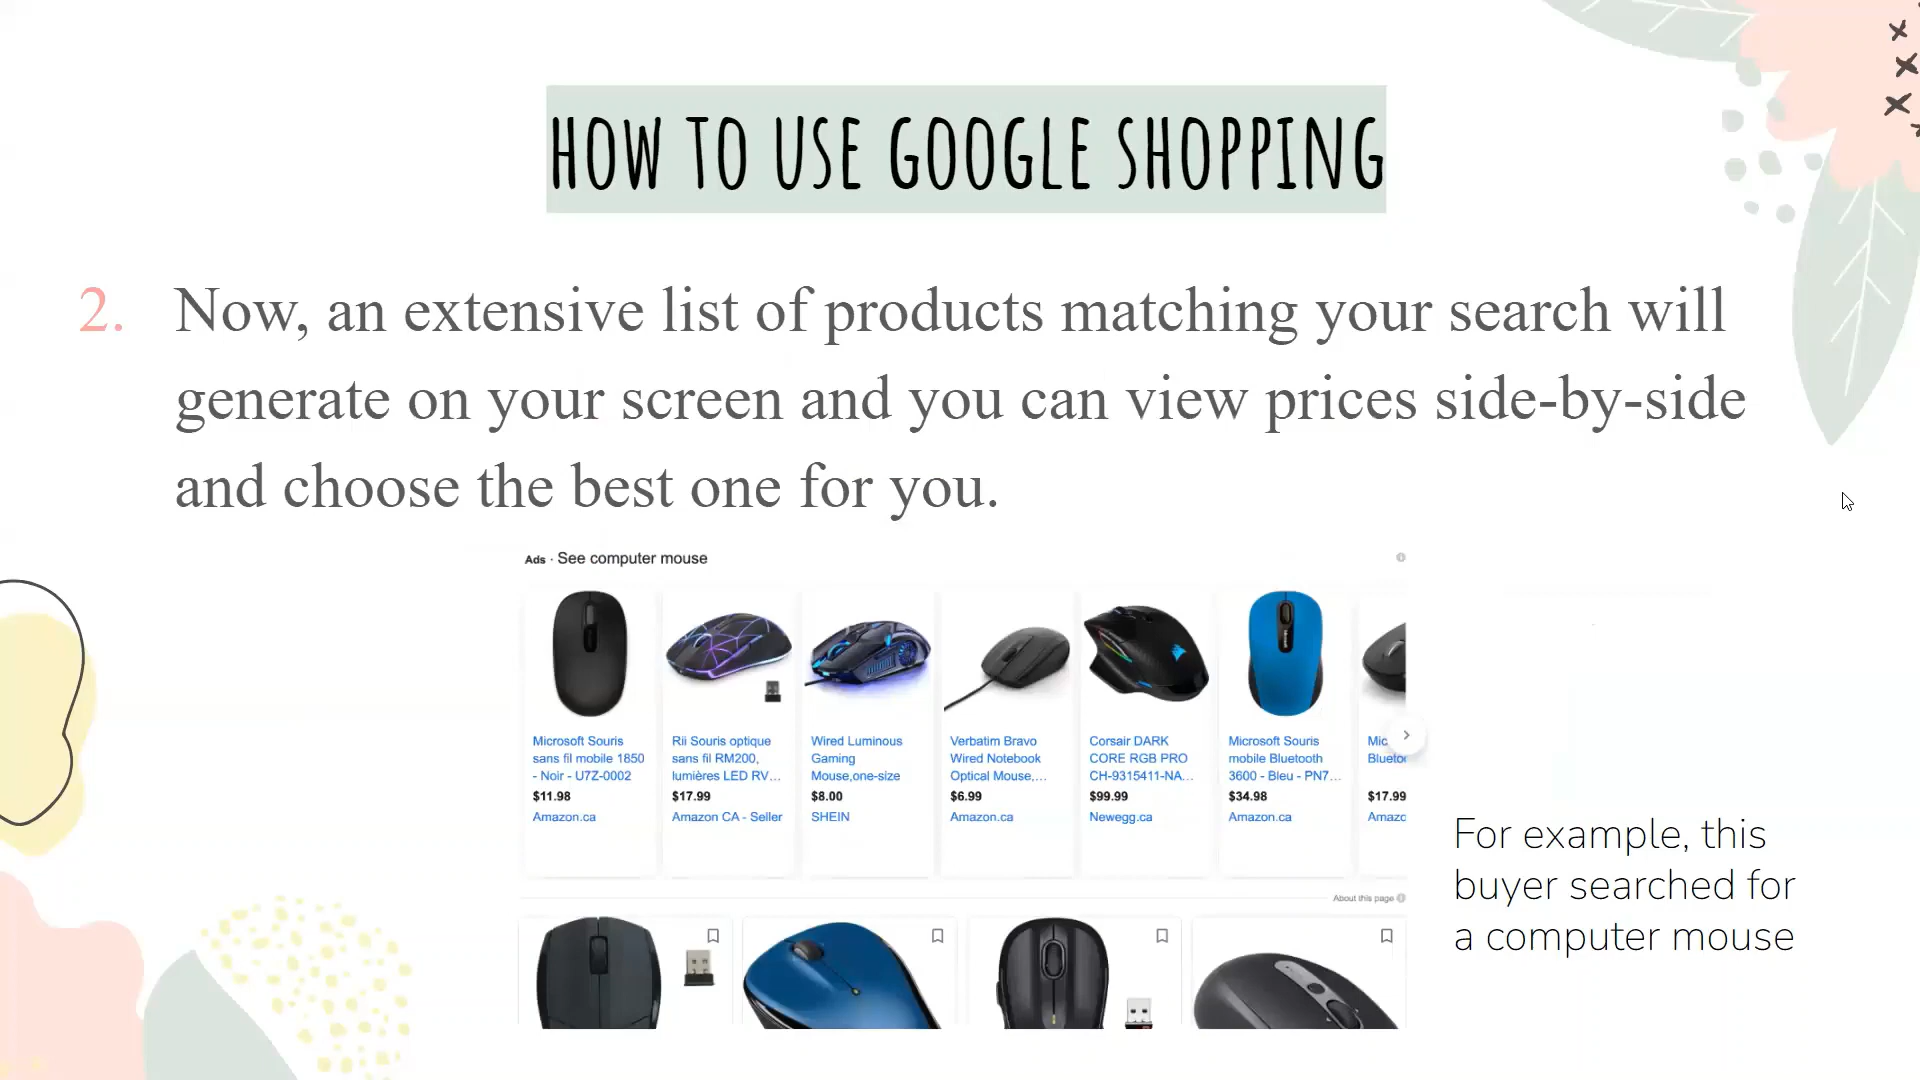 HOW TO USE GOOGLE SHOPPING
2. Now, an extensive list of products matching your search will
generate on your screen and you can view prices side-by-side
and choose the best one for you.
Ads · See computer mouse
Microsoft Souris
sans fil mobile 1850
- Noir - U7Z-0002
$11.98
Amazon.ca
Rii Souris optique
sans fil RM200,
lumières LED RV...
$17.99
Amazon CA - Seller
Wired Luminous
Gaming
Mouse,one-size
$8.00
SHEIN
Verbatim Bravo
Wired Notebook
Optical Mouse,...
$6.99
Amazon.ca
Corsair DARK
CORE RGB PRO
CH-9315411-NA...
$99.99
Newegg.ca
Microsoft Souris
mobile Bluetooth
3600 - Bleu - PN7...
$34.98
Amazon.ca
Mic
Blueto
$17.99
Amazo
About this page
For example, this
buyer searched for
a computer mouse